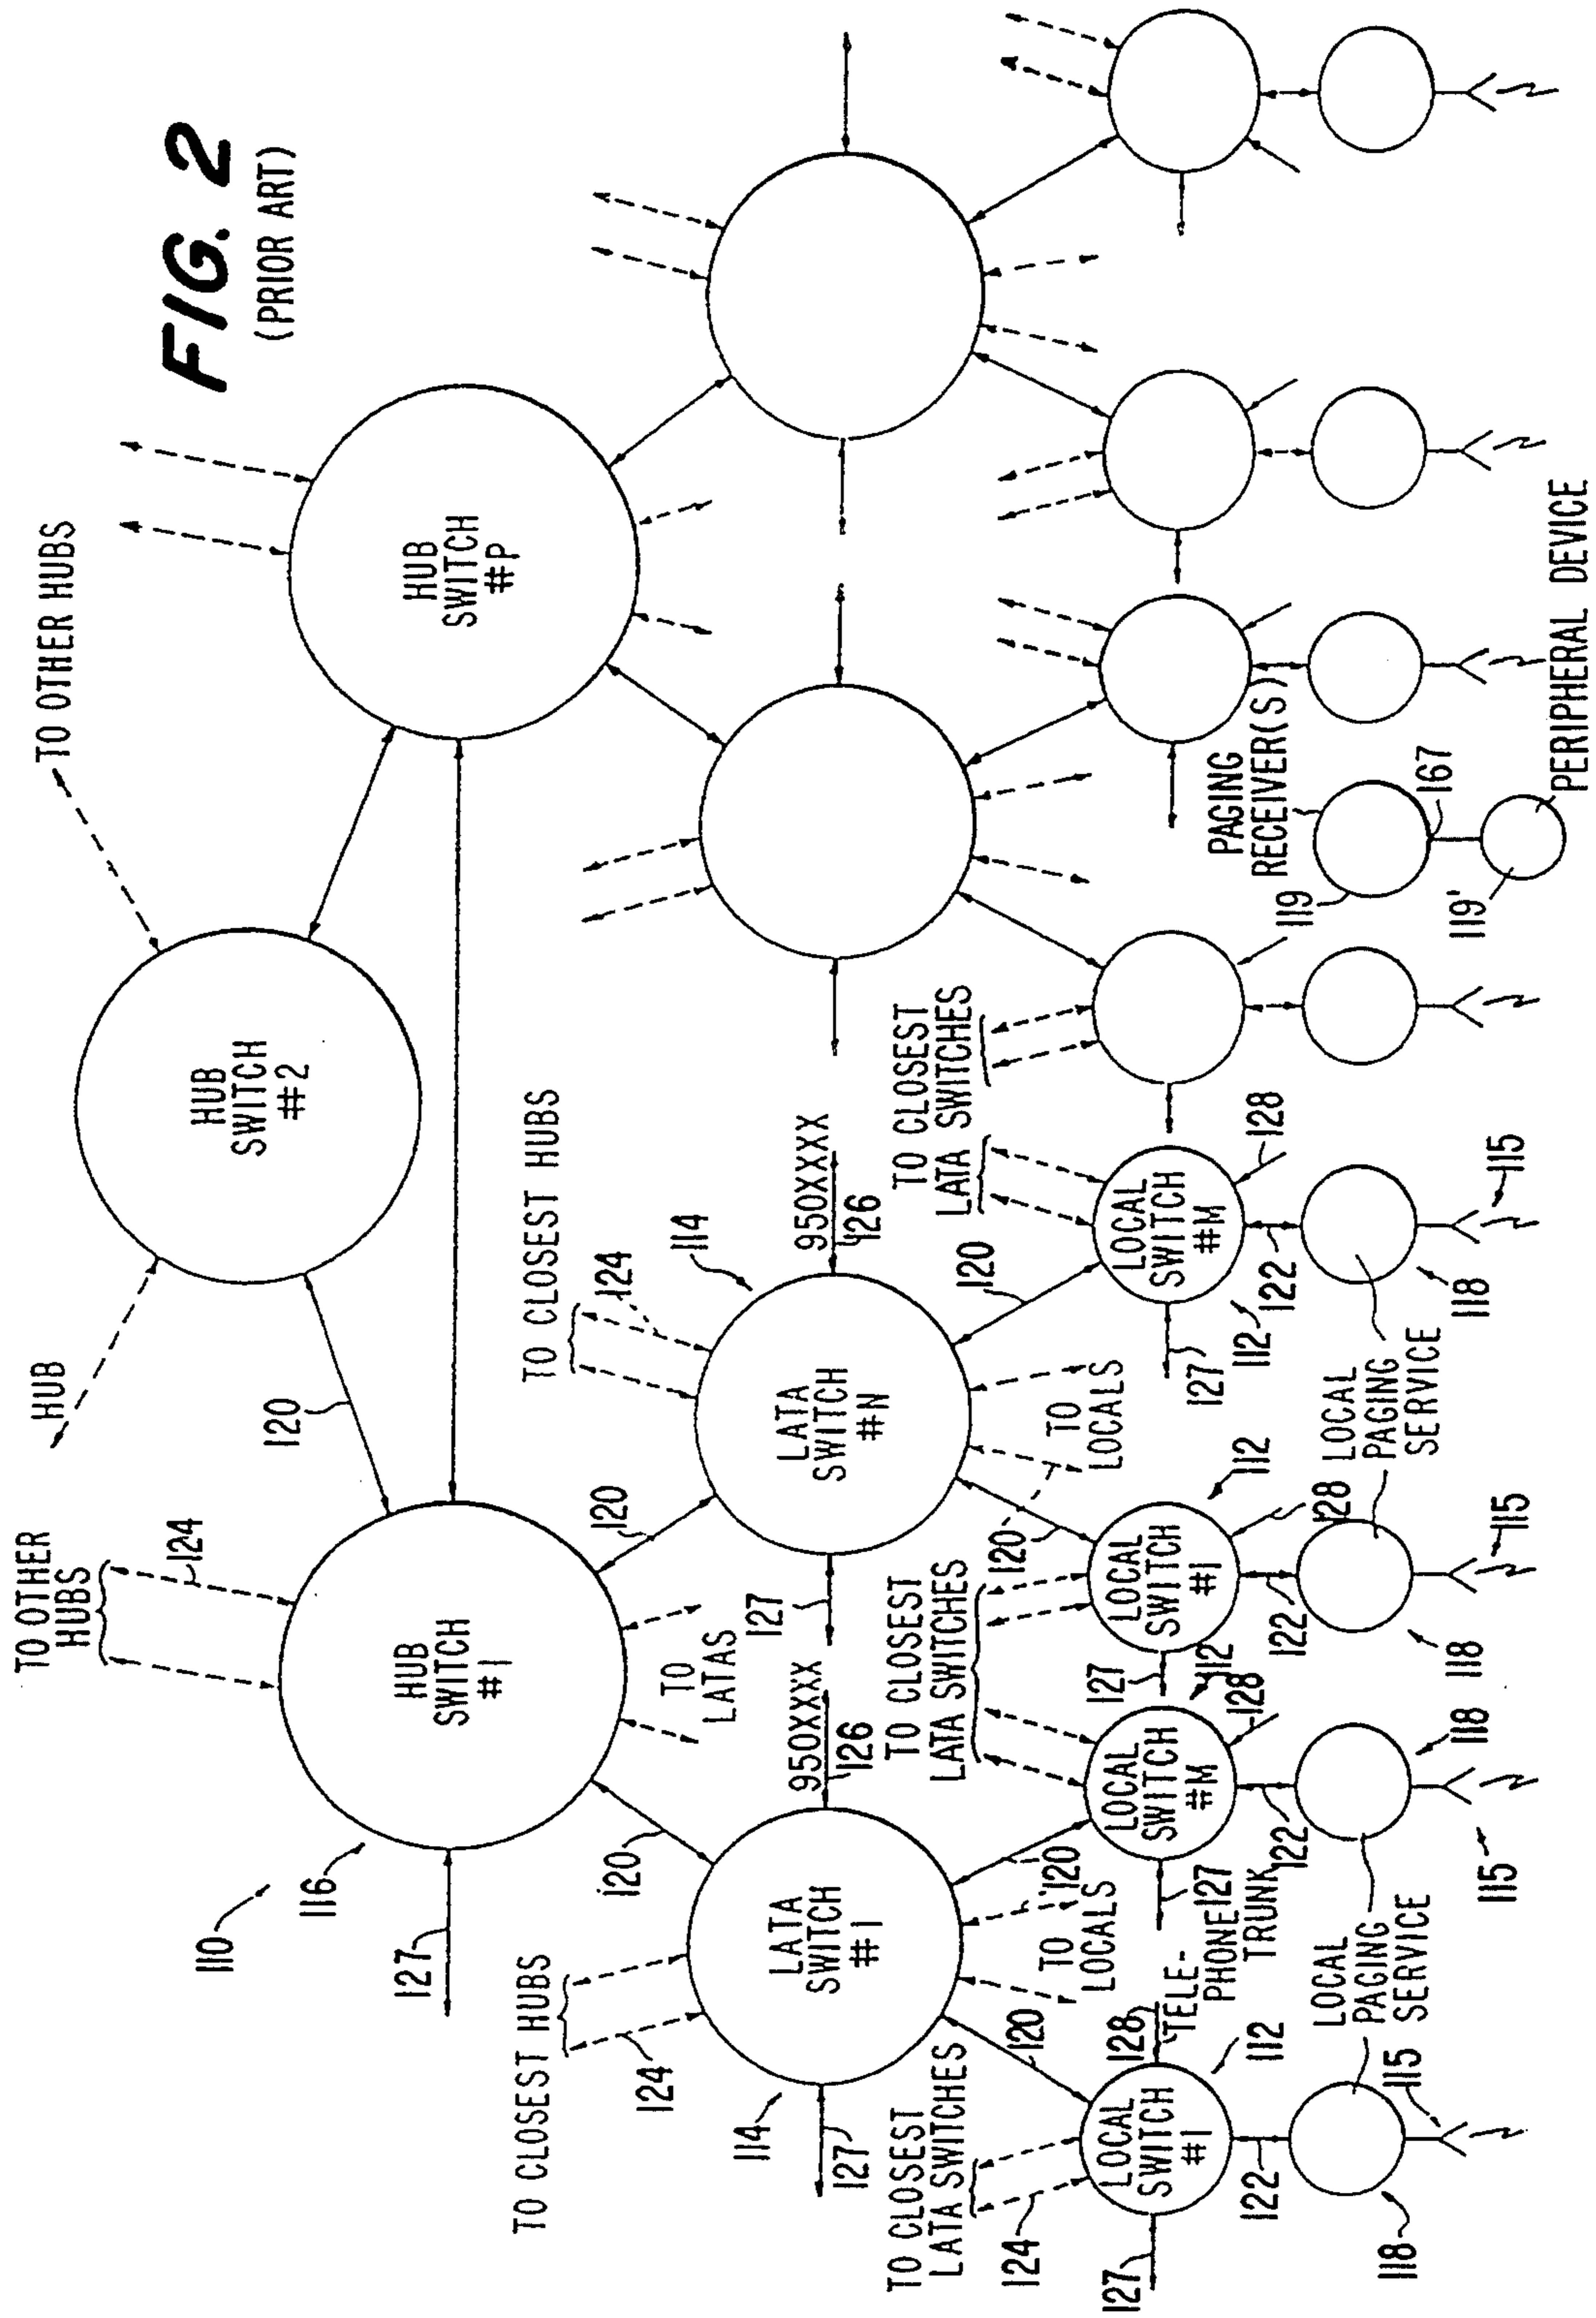 FIG. 2
(PRIOR ART)
TO OTHER
HUBS
124
HUB
TO OTHER HUBS
120
110
116
127
HUB
SWITCH
#1
HUB
SWITCH
#2
HUB
SWITCH
#P
120
120
TO
LATAS
TO CLOSEST HUBS
124
114
127
LATA
SWITCH
#1
950XXXX
126
127
TO CLOSEST HUBS
124
114
LATA
SWITCH
#N
950XXXX
126
TO CLOSEST
LATA SWITCHES
124
120
TO
LOCALS
120
TO CLOSEST
LATA SWITCHES
120
TO
LOCALS
120
TO CLOSEST
LATA SWITCHES
127
LOCAL
SWITCH
#1
128
TELE-
PHONE
TRUNK
112
127
LOCAL
SWITCH
#M
128
112
127
LOCAL
SWITCH
#1
128
112
127
LOCAL
SWITCH
#M
128
112
122
122
122
122
118
115
LOCAL
PAGING
SERVICE
118
115
118
115
LOCAL
PAGING
SERVICE
118
115
PAGING
RECEIVER(S)
119
167
119'
PERIPHERAL DEVICE